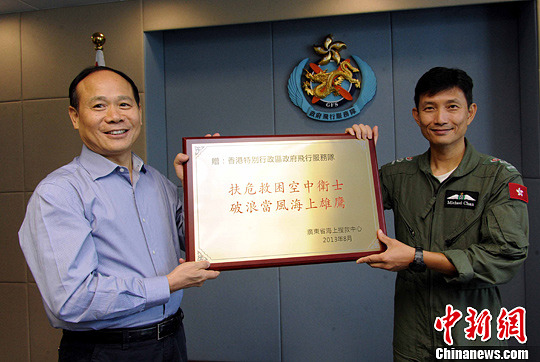 GFS
政府飛行服務隊
贈：香港特別行政區政府飛行服務隊
扶危救困空中衛士
破浪當風海上雄鷹
廣東省海上搜救中心
2013年8月
Michael Chan
中新网
Chinanews